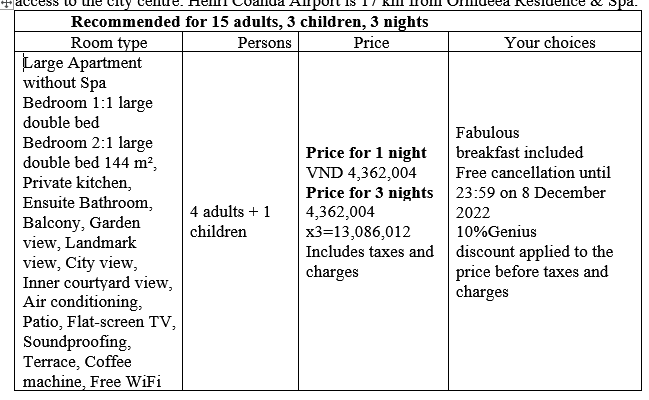 access to the city centre. Henri Coandă Airport is 17 km from Ornideea Residence & Spa.
Recommended for 15 adults, 3 children, 3 nights
Room type Persons Price Your choices
Large Apartment
without Spa
Bedroom 1:1 large
double bed
Bedroom 2:1 large
double bed 144 m²,
Private kitchen,
Ensuite Bathroom,
Balcony, Garden
view, Landmark
view, City view,
Inner courtyard view,
Air conditioning,
Patio, Flat-screen TV,
Soundproofing,
Terrace, Coffee
machine, Free WiFi
4 adults + 1
children
Price for 1 night
VND 4,362,004
Price for 3 nights
4,362,004
x3=13,086,012
Includes taxes and
charges
Fabulous
breakfast included
Free cancellation until
23:59 on 8 December
2022
10%Genius
discount applied to the
price before taxes and
charges